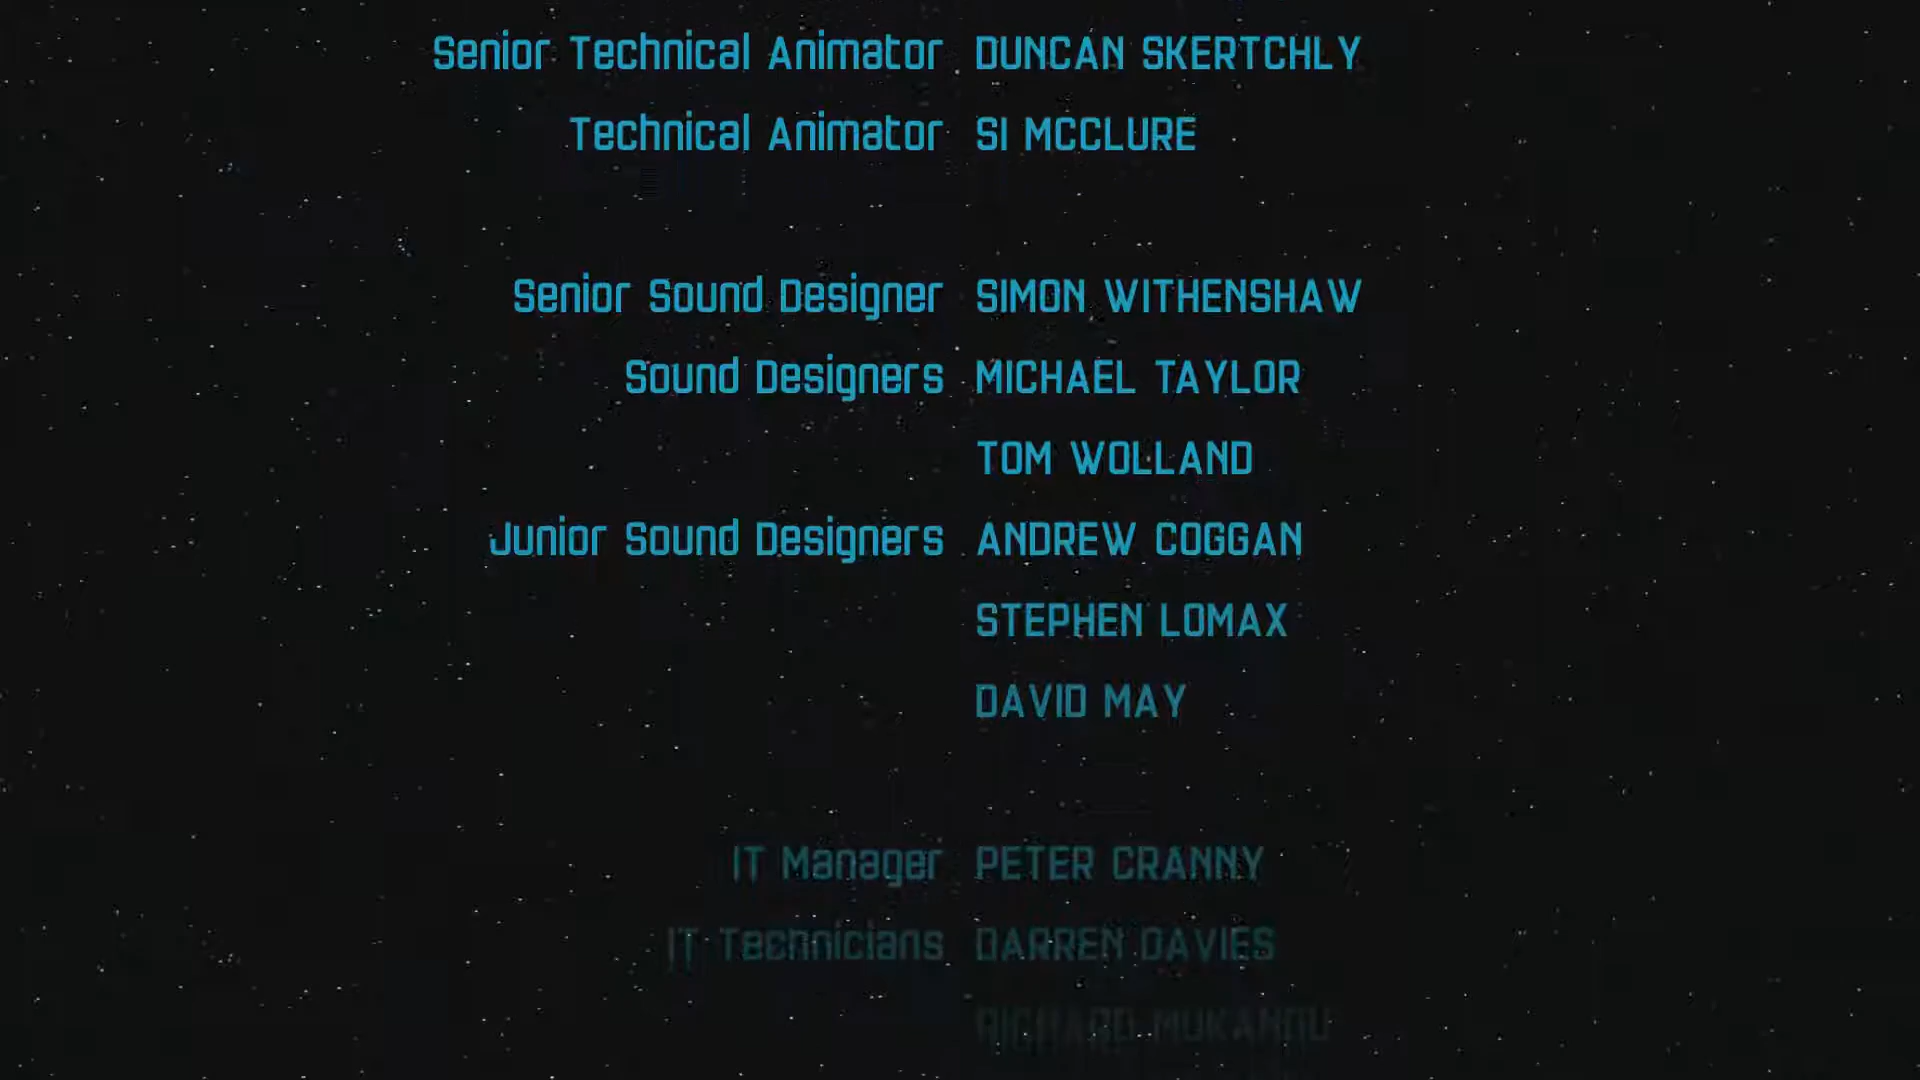 Senior Technical Animator DUNCAN SKERTCHLY
Technical Animator SI MCCLURE
Senior Sound Designer SIMON WITHENSHAW
Sound Designers MICHAEL TAYLOR
TOM WOLLAND
Junior Sound Designers ANDREW COGGAN
STEPHEN LOMAX
DAVID MAY
IT Manager PETER CRANNY
IT Technicians DARREN DAVIES
RICHARD